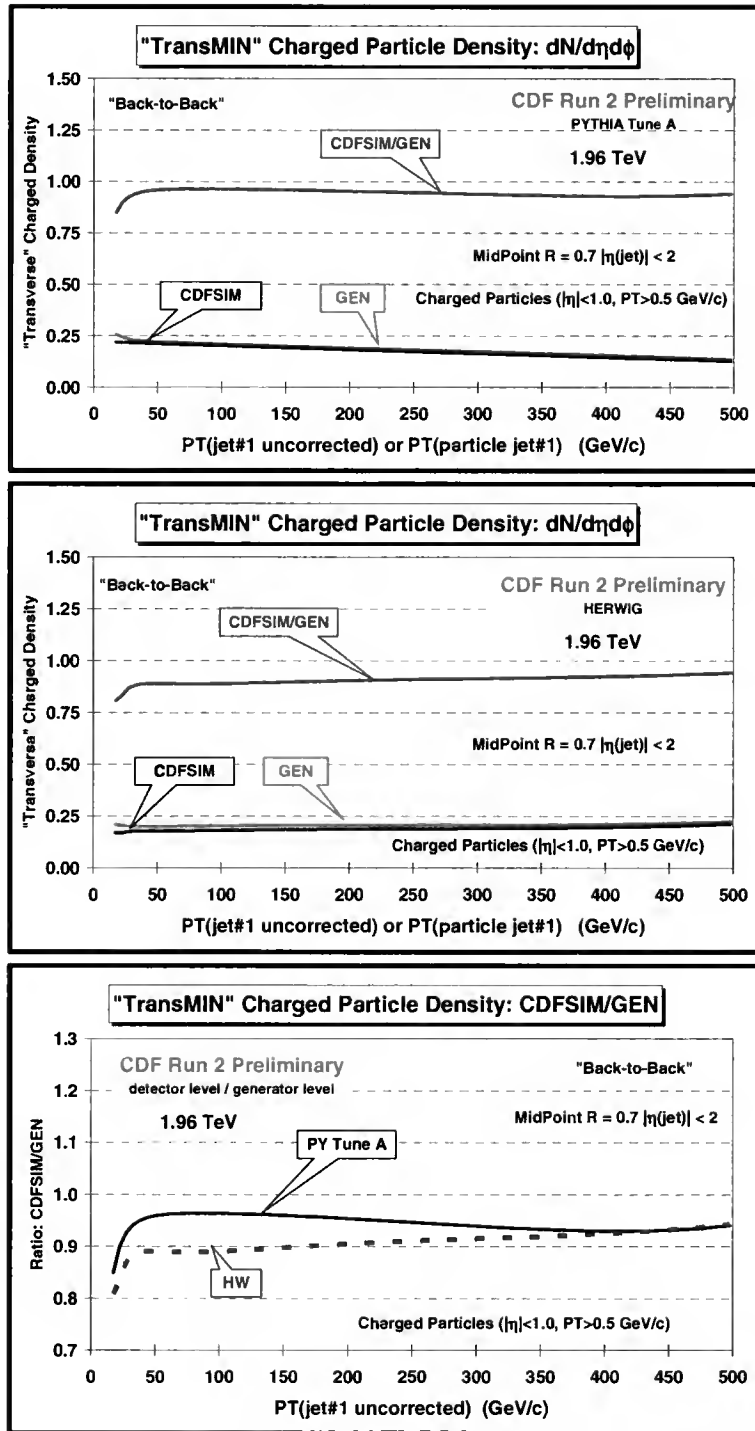 "TransMIN" Charged Particle Density: dN/dηdφ
"Transverse" Charged Density
1.50
1.25
1.00
0.75
0.50
0.25
0.00
"Back-to-Back"
CDF Run 2 Preliminary
PYTHIA Tune A
1.96 TeV
CDFSIM/GEN
MidPoint R = 0.7 |η(jet)| < 2
CDFSIM
GEN
Charged Particles (|η|<1.0, PT>0.5 GeV/c)
0 50 100 150 200 250 300 350 400 450 500
PT(jet#1 uncorrected) or PT(particle jet#1) (GeV/c)
"TransMIN" Charged Particle Density: dN/dηdφ
"Transversa" Charged Density
1.50
1.25
1.00
0.75
0.50
0.25
0.00
"Back-to-Back"
CDF Run 2 Preliminary
HERWIG
1.96 TeV
CDFSIM/GEN
MidPoint R = 0.7 |η(jet)| < 2
CDFSIM
GEN
Charged Particles (|η|<1.0, PT>0.5 GeV/c)
0 50 100 150 200 250 300 350 400 450 500
PT(jet#1 uncorrected) or PT(particle jet#1) (GeV/c)
"TransMIN" Charged Particle Density: CDFSIM/GEN
Ratio: CDFSIM/GEN
1.3
1.2
1.1
1.0
0.9
0.8
0.7
CDF Run 2 Preliminary
detector level / generator level
1.96 TeV
"Back-to-Back"
MidPoint R = 0.7 |η(jet)| < 2
PY Tune A
HW
Charged Particles (|η|<1.0, PT>0.5 GeV/c)
0 50 100 150 200 250 300 350 400 450 500
PT(jet#1 uncorrected) (GeV/c)